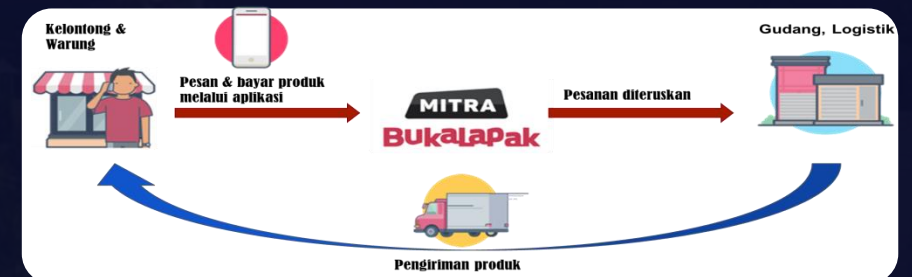 Kelontong &
Warung
Gudang, Logistik
Pesan & bayar produk
melalui aplikasi
Pesanan diteruskan
MITRA
BukaLapak
Pengiriman produk